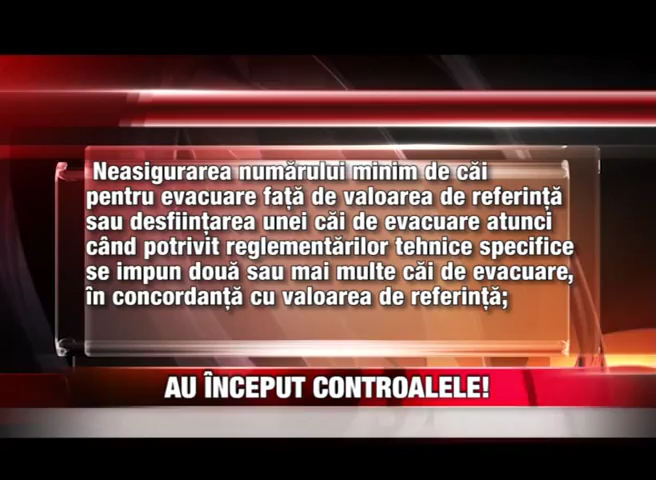 Neasigurarea numărului minim de căi
pentru evacuare față de valoarea de referință
sau desființarea unei căi de evacuare atunci
când potrivit reglementărilor tehnice specifice
se impun două sau mai multe căi de evacuare,
în concordanță cu valoarea de referință;
AU ÎNCEPUT CONTROALELE!